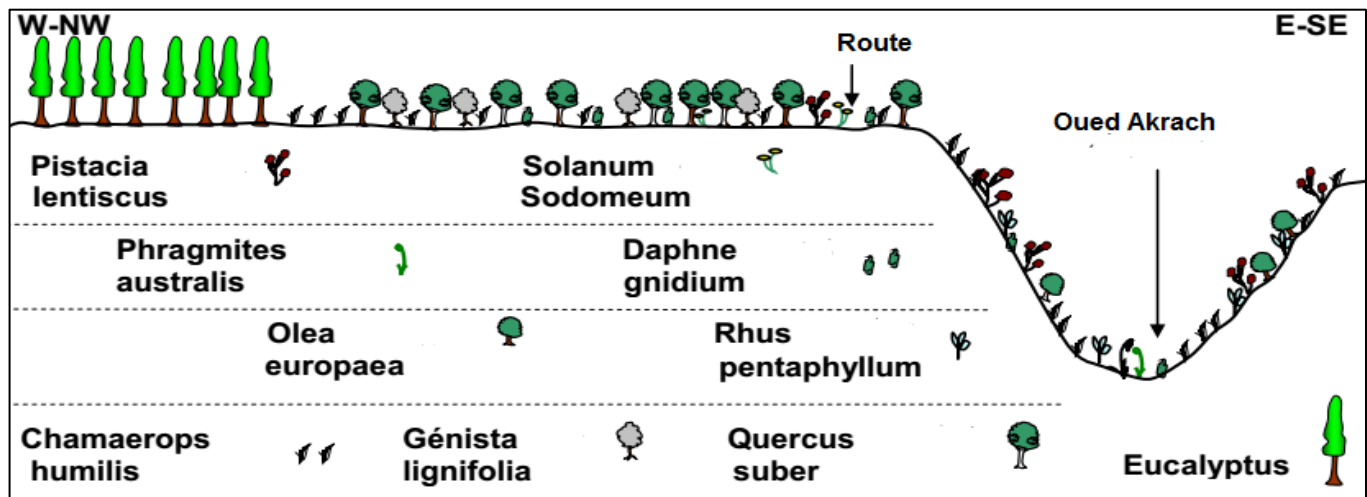 W-NW
E-SE
Route
Oued Akrach
Pistacia
lentiscus
Solanum
Sodomeum
Phragmites
australis
Daphne
gnidium
Olea
europaea
Rhus
pentaphyllum
Chamaerops
humilis
Génista
lignifolia
Quercus
suber
Eucalyptus